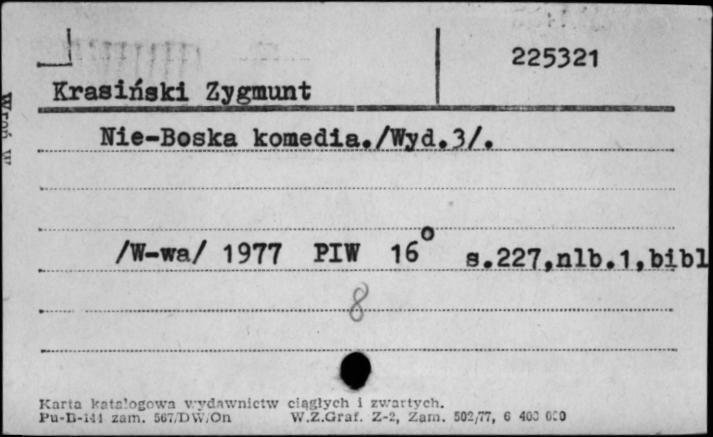 225321
Krasiński Zygmunt
Nie-Boska komedia./Wyd.3/.
/W-wa/ 1977 PIW 16° s.227,nlb.1,bibl
8
Karta katalogowa wydawnictw ciągłych i zwartych.
Pu-B-141 zam. 567/DW/On W.Z.Graf. Z-2, Zam. 502/77, 6 400 000